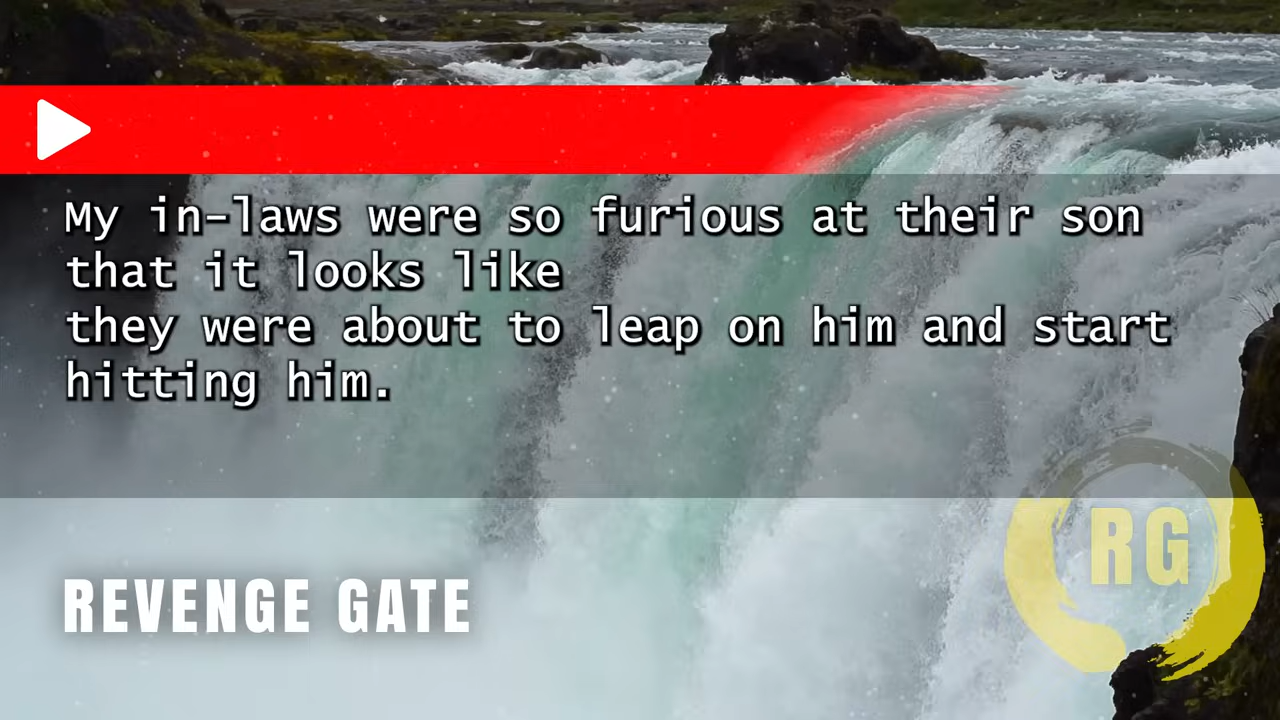 My in-laws were so furious at their son
that it looks like
they were about to leap on him and start
hitting him.
REVENGE GATE
RG